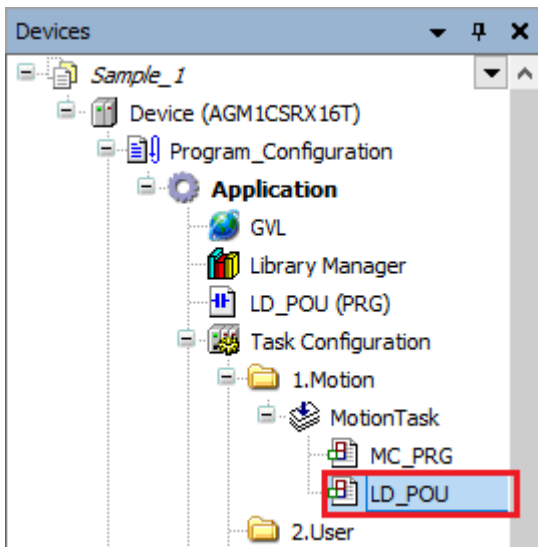 Devices
Sample_1
Device (AGM1CSRX16T)
Program_Configuration
Application
GVL
Library Manager
LD_POU (PRG)
Task Configuration
1.Motion
MotionTask
MC_PRG
LD_POU
2.User